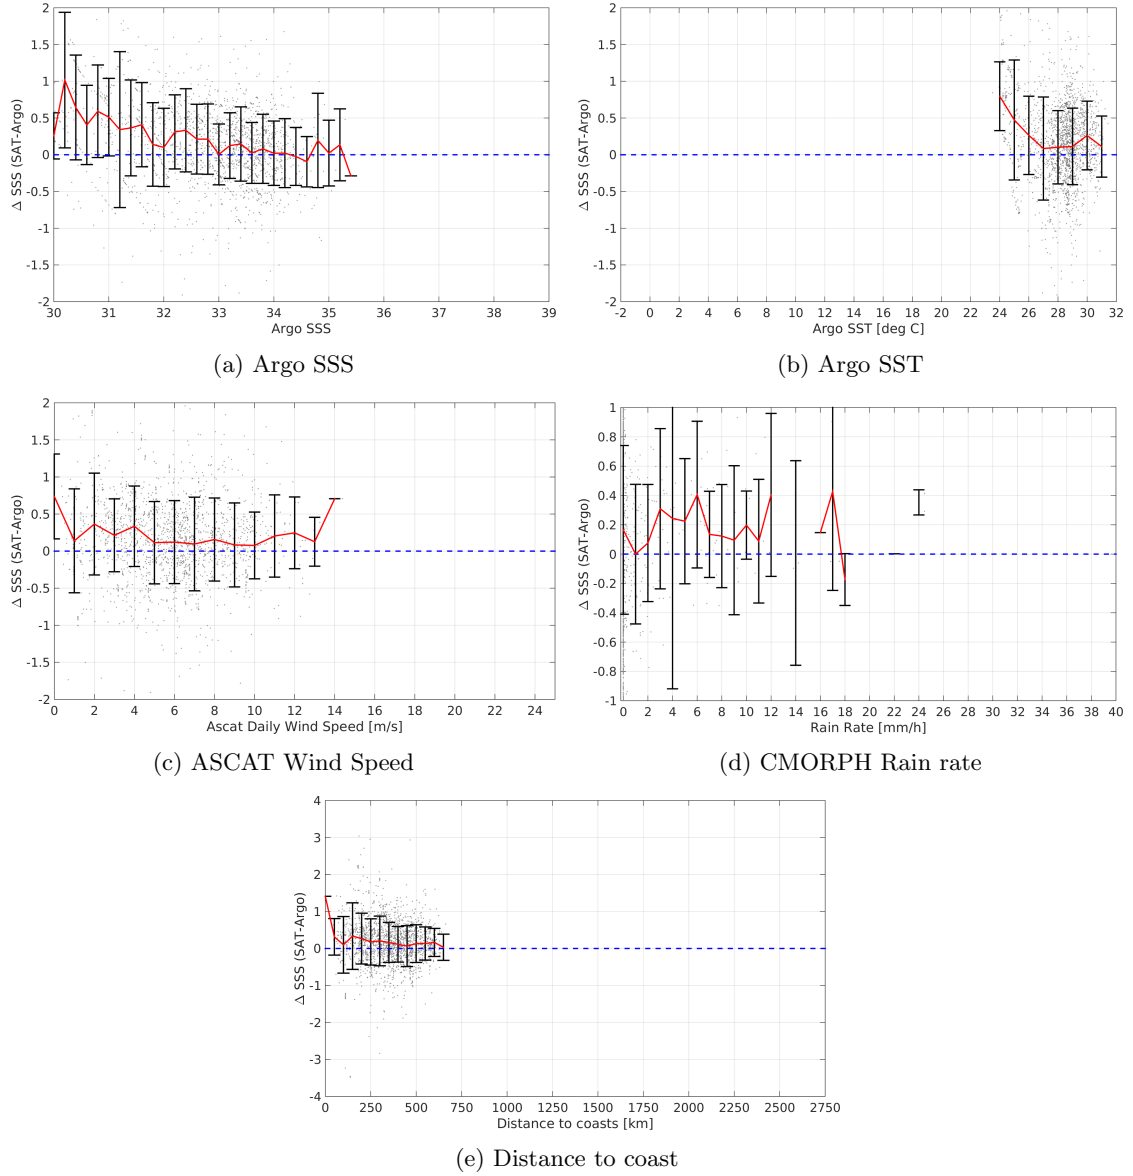 2
1.5
1
0.5
0
-0.5
-1
-1.5
-2
Δ SSS (SAT-Argo)
30 31 32 33 34 35 36 37 38 39
Argo SSS
(a) Argo SSS
2
1.5
1
0.5
0
-0.5
-1
-1.5
-2
Δ SSS (SAT-Argo)
-2 0 2 4 6 8 10 12 14 16 18 20 22 24 26 28 30 32
Argo SST [deg C]
(b) Argo SST
2
1.5
1
0.5
0
-0.5
-1
-1.5
-2
Δ SSS (SAT-Argo)
0 2 4 6 8 10 12 14 16 18 20 22 24
Ascat Daily Wind Speed [m/s]
(c) ASCAT Wind Speed
1
0.8
0.6
0.4
0.2
0
-0.2
-0.4
-0.6
-0.8
-1
Δ SSS (SAT-Argo)
0 2 4 6 8 10 12 14 16 18 20 22 24 26 28 30 32 34 36 38 40
Rain Rate [mm/h]
(d) CMORPH Rain rate
4
3
2
1
0
-1
-2
-3
-4
Δ SSS (SAT-Argo)
0 250 500 750 1000 1250 1500 1750 2000 2250 2500 2750
Distance to coasts [km]
(e) Distance to coast